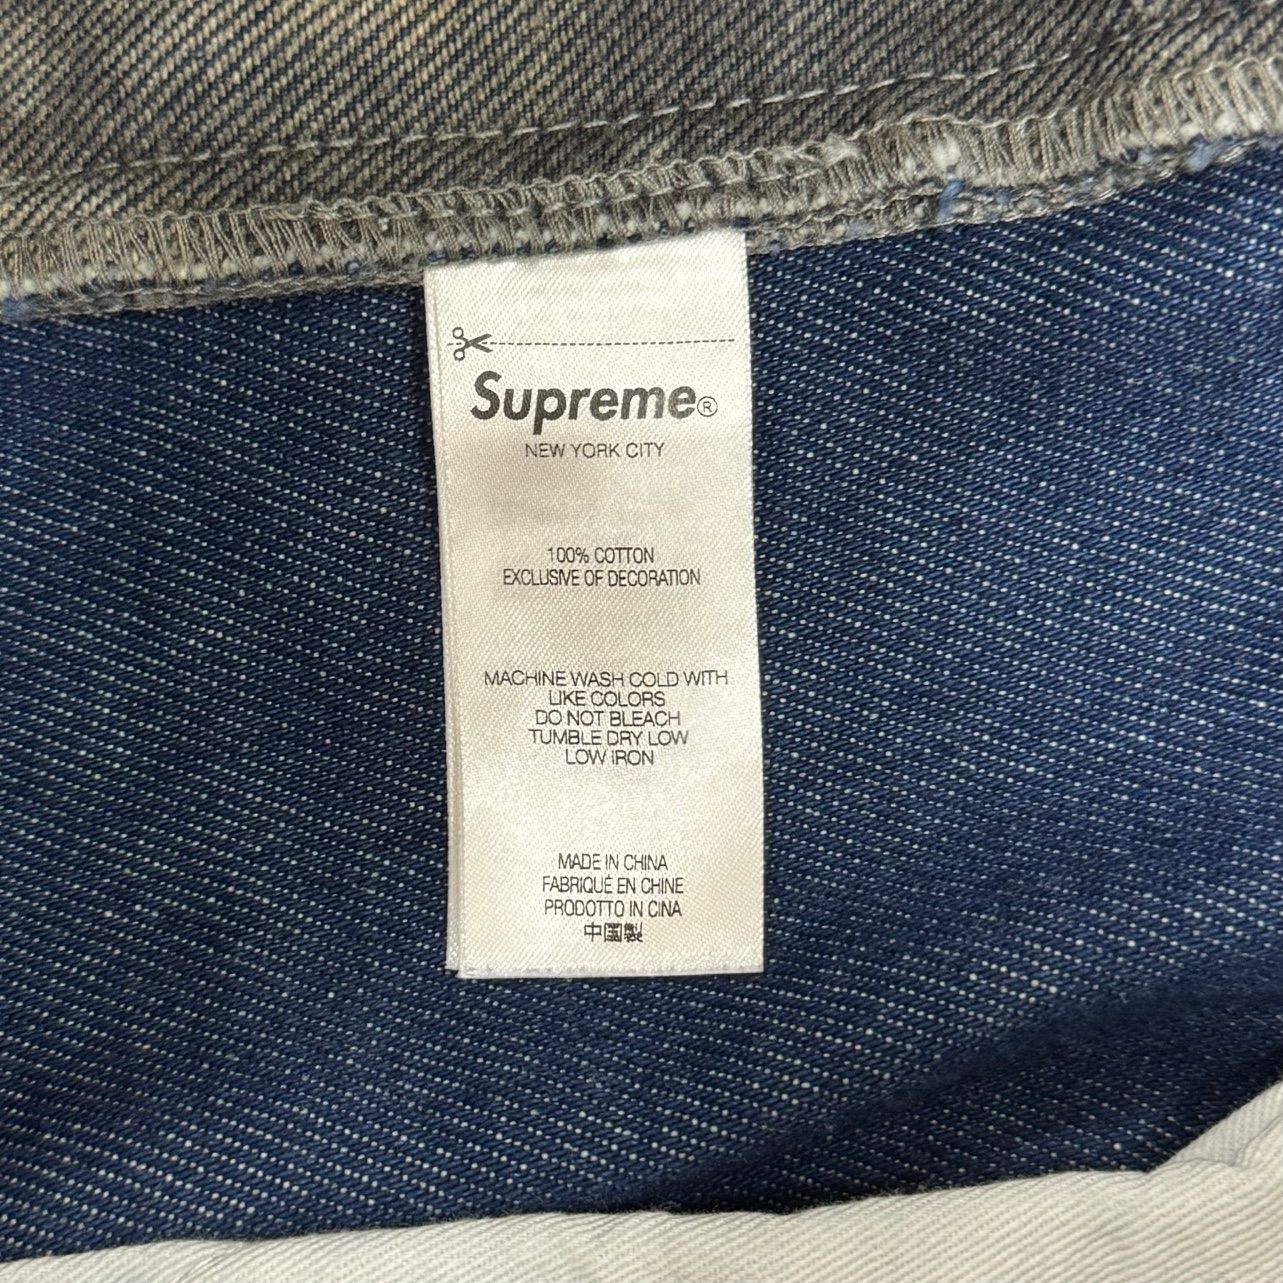 Supreme®
NEW YORK CITY
100% COTTON
EXCLUSIVE OF DECORATION
MACHINE WASH COLD WITH
LIKE COLORS
DO NOT BLEACH
TUMBLE DRY LOW
LOW IRON
MADE IN CHINA
FABRIQUÉ EN CHINE
PRODOTTO IN CINA
中國製